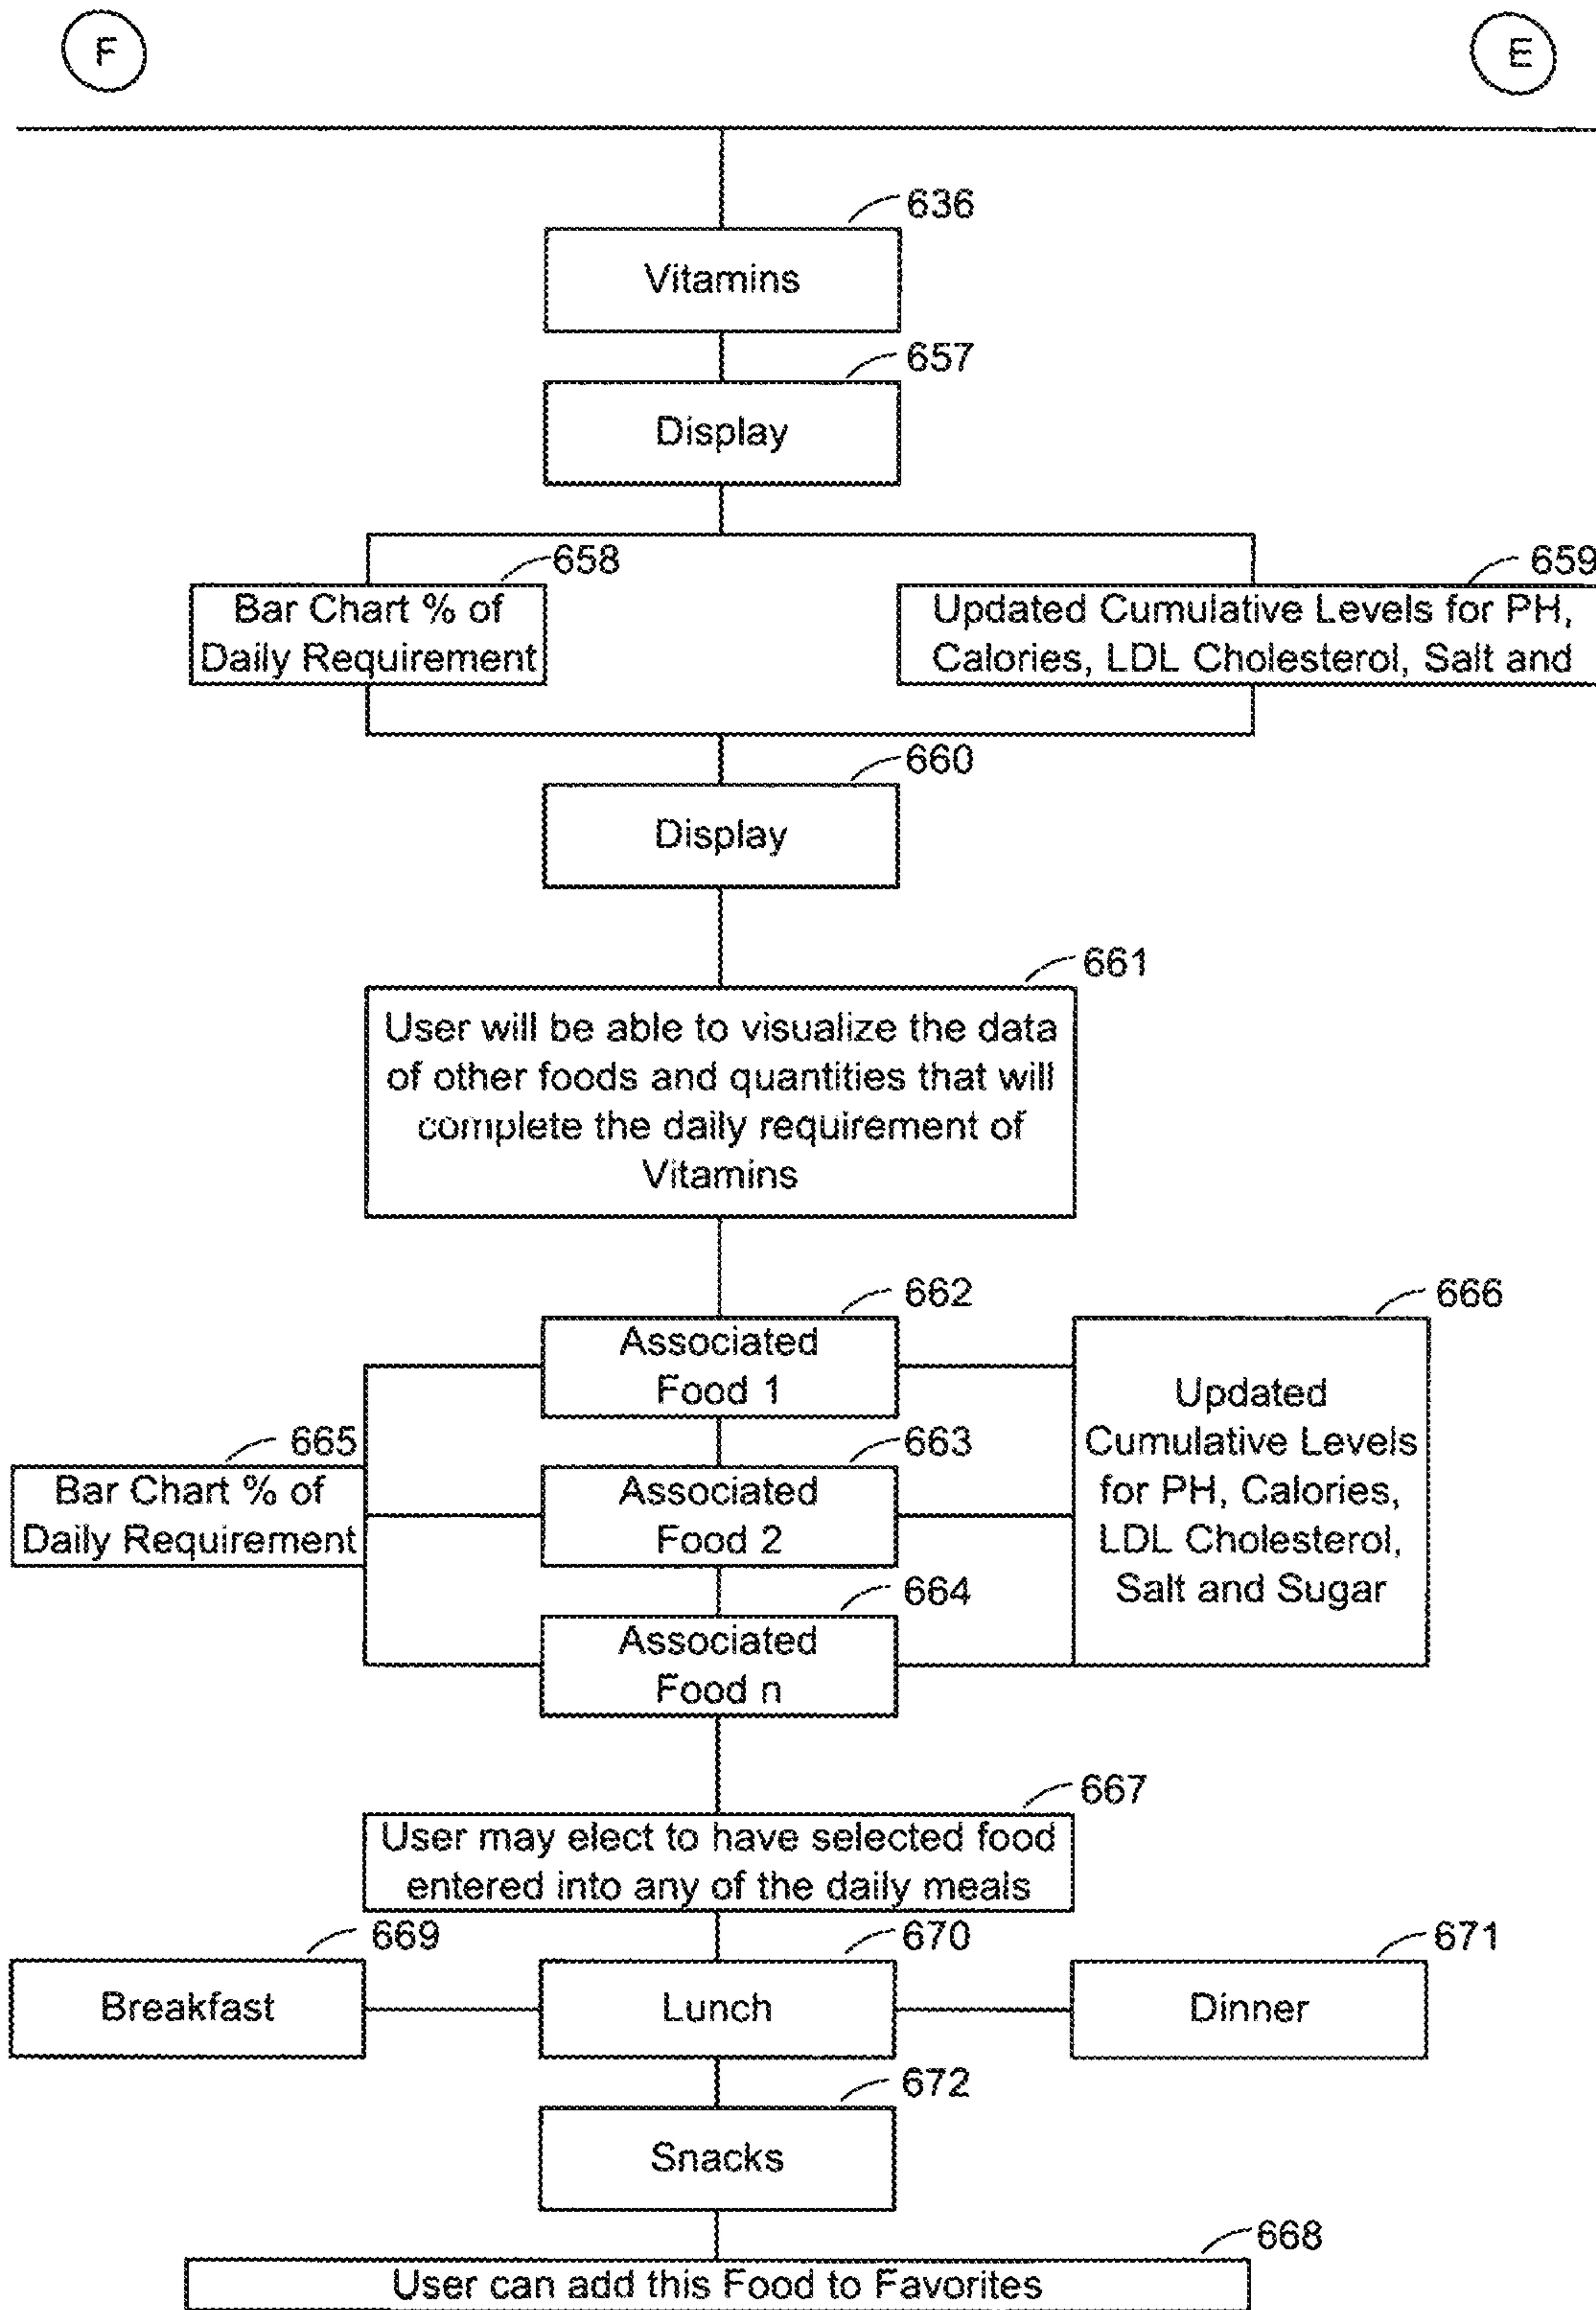 F
E
636
Vitamins
657
Display
658
659
Bar Chart % of
Daily Requirement
Updated Cumulative Levels for PH,
Calories, LDL Cholesterol, Salt and
660
Display
661
User will be able to visualize the data
of other foods and quantities that will
complete the daily requirement of
Vitamins
662
Associated
Food 1
666
Updated
Cumulative Levels
for PH, Calories,
LDL Cholesterol,
Salt and Sugar
665
Bar Chart % of
Daily Requirement
663
Associated
Food 2
664
Associated
Food n
667
User may elect to have selected food
entered into any of the daily meals
669
Breakfast
670
Lunch
671
Dinner
672
Snacks
668
User can add this Food to Favorites